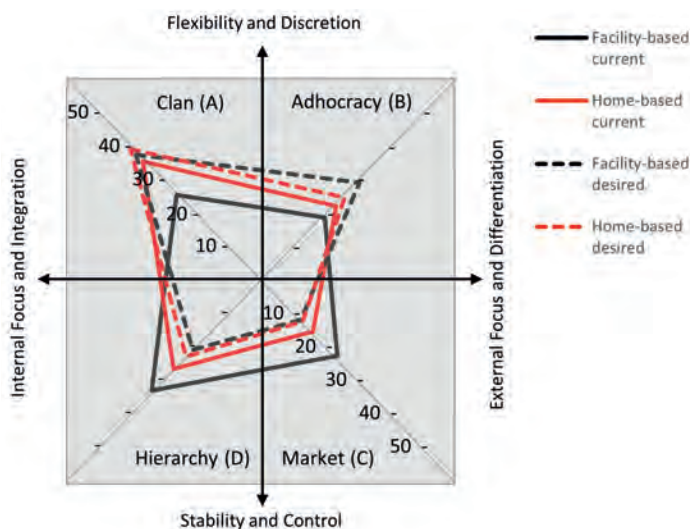 Flexibility and Discretion
Clan (A)
Adhocracy (B)
50
40
30
20
10
10
20
30
40
50
Hierarchy (D)
Market (C)
Stability and Control
Internal Focus and Integration
External Focus and Differentiation
Facility-based
current
Home-based
current
Facility-based
desired
Home-based
desired